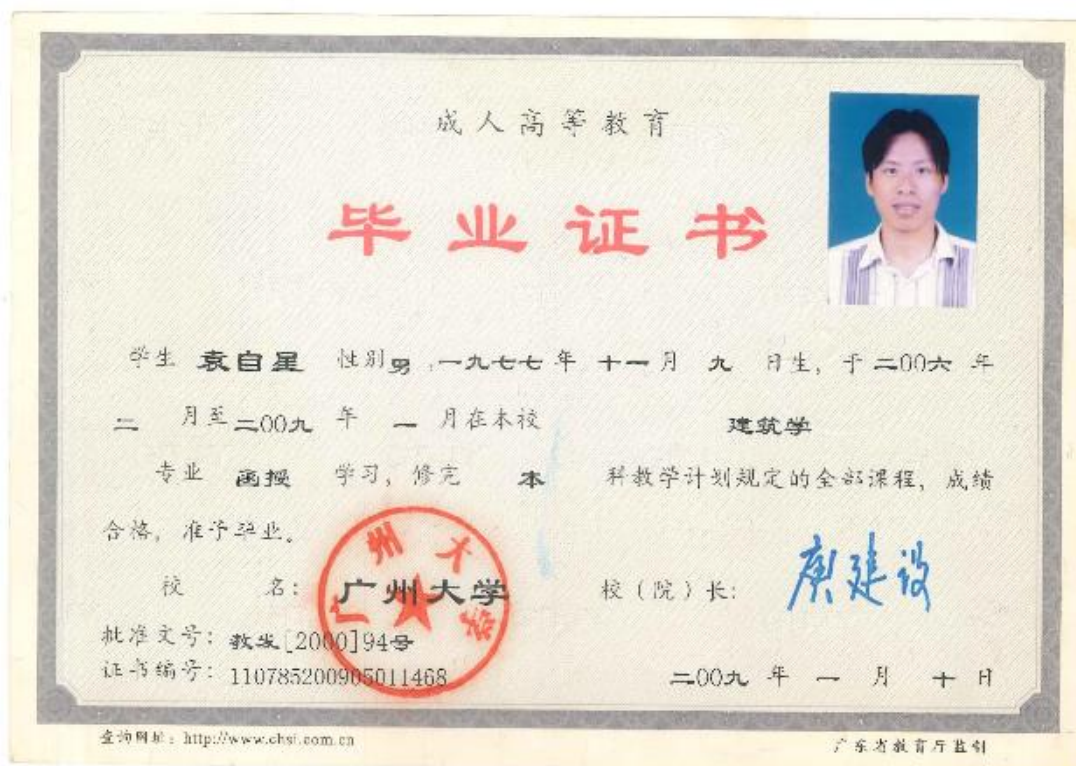 成人高等教育
毕业证书
学生 袁自星 性别男,一九七七年 十一月 九 日生,于二00六 年
二 月至二00九 年 一 月在本校 建筑学
专业 函授 学习,修完 本 科教学计划规定的全部课程,成绩
合格,准予毕业。
校 名: 广州大学 校(院)长: 庾建设
批准文号: 教发[2000]94号
证书编号: 110785200905011468 二00九 年 一 月 十 日
查询网址: http://www.chsi.com.cn 广东省教育厅监制
广州大学